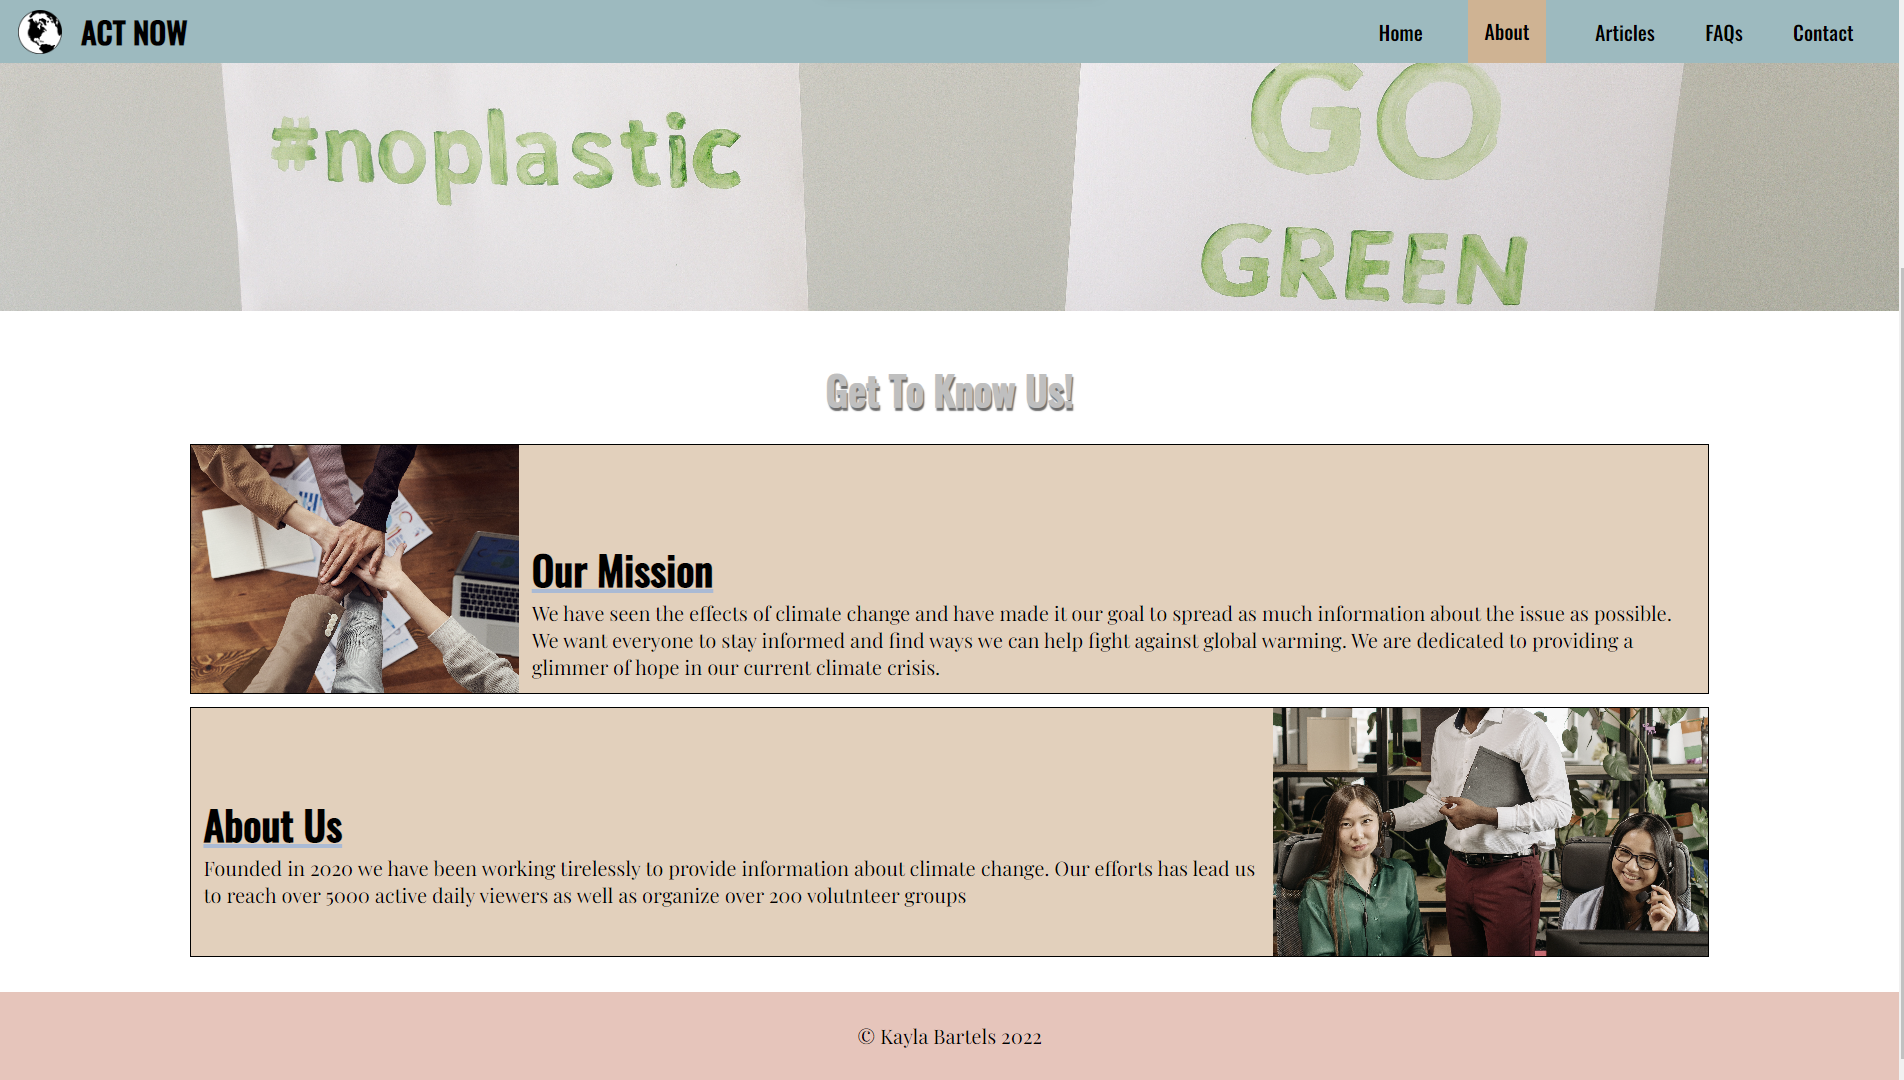 ACT NOW
Home
About
Articles
FAQs
Contact
#noplastic
GO
GREEN
Get To Know Us!
Our Mission
We have seen the effects of climate change and have made it our goal to spread as much information about the issue as possible.
We want everyone to stay informed and find ways we can help fight against global warming. We are dedicated to providing a
glimmer of hope in our current climate crisis.
About Us
Founded in 2020 we have been working tirelessly to provide information about climate change. Our efforts has lead us
to reach over 5000 active daily viewers as well as organize over 200 volutnteer groups
© Kayla Bartels 2022